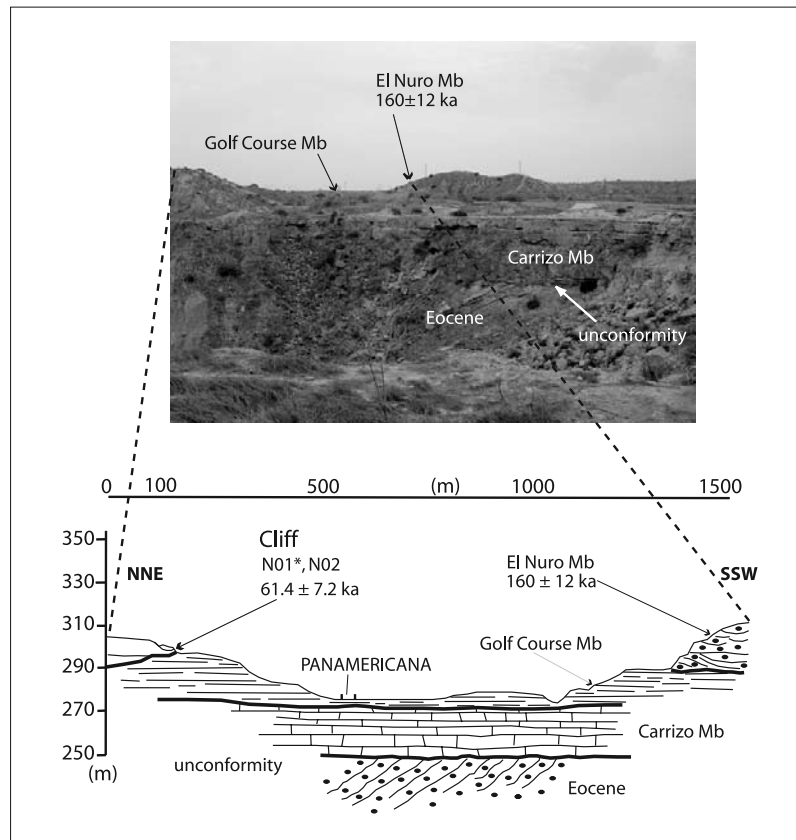 El Nuro Mb
160±12 ka
Golf Course Mb
Carrizo Mb
Eocene
unconformity
0 100 500 (m) 1000 1500
350
330
310
290
270
250
(m)
NNE
Cliff
N01*, N02
61.4 ± 7.2 ka
El Nuro Mb
160 ± 12 ka
SSW
Golf Course Mb
PANAMERICANA
Carrizo Mb
unconformity
Eocene